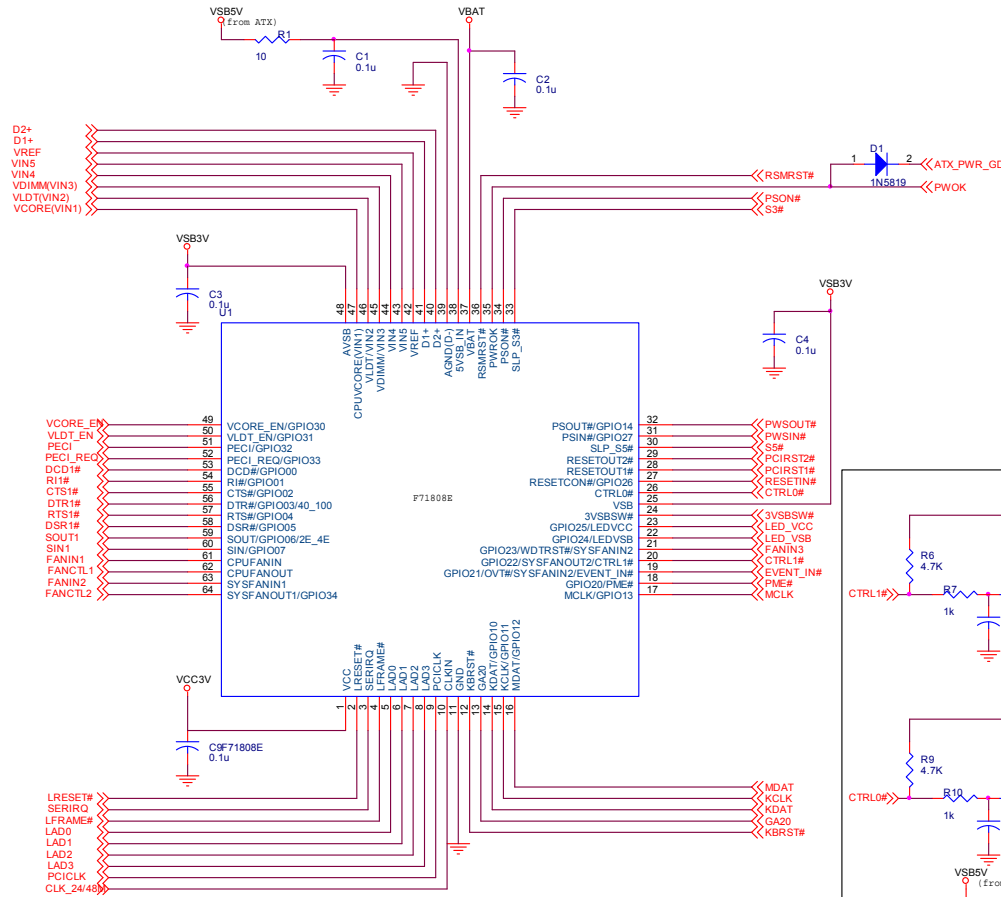 VSB5V
(from ATX)
R1
10
C1
0.1u
VBAT
C2
0.1u
D2+
D1+
VREF
VIN5
VIN4
VDIMM(VIN3)
VLDT(VIN2)
VCORE(VIN1)
RSMRST#
PSON#
S3#
D1
1
2
1N5819
ATX_PWR_GD
PWOK
VSB3V
C3
0.1u
U1
VSB3V
C4
0.1u
48
47
46
45
44
43
42
41
40
39
38
37
36
35
34
33
AVSB
CPUVCORE(VIN1)
VLDT/VIN2
VDIMM/VIN3
VIN4
VIN5
VREF
D1+
D2+
AGND(D-)
5VSB_IN
VBAT
RSMRST#
PWROK
PSON#
SLP_S3#
VCORE_EN 49 VCORE_EN/GPIO30
VLDT_EN 50 VLDT_EN/GPIO31
PECI 51 PECI/GPIO32
PECI_REQ 52 PECI_REQ/GPIO33
DCD1# 53 DCD#/GPIO00
RI1# 54 RI#/GPIO01
CTS1# 55 CTS#/GPIO02
DTR1# 56 DTR#/GPIO03/40_100
RTS1# 57 RTS#/GPIO04
DSR1# 58 DSR#/GPIO05
SOUT1 59 SOUT/GPIO06/2E_4E
SIN1 60 SIN/GPIO07
FANIN1 61 CPUFANIN
FANCTL1 62 CPUFANOUT
FANIN2 63 SYSFANIN1
FANCTL2 64 SYSFANOUT1/GPIO34
F71808E
PSOUT#/GPIO14 32 PWSOUT#
PSIN#/GPIO27 31 PWSIN#
SLP_S5# 30 S5#
RESETOUT2# 29 PCIRST2#
RESETOUT1# 28 PCIRST1#
RESETCON#/GPIO26 27 RESETIN#
CTRL0# 26 CTRL0#
VSB 25
3VSBSW# 24 3VSBSW#
GPIO25/LEDVCC 23 LED_VCC
GPIO24/LEDVSB 22 LED_VSB
GPIO23/WDTRST#/SYSFANIN2 21 FANIN3
GPIO22/SYSFANOUT2/CTRL1# 20 CTRL1#
GPIO21/OVT#/SYSFANIN2/EVENT_IN# 19 EVENT_IN#
GPIO20/PME# 18 PME#
MCLK/GPIO13 17 MCLK
VCC
LRESET#
SERIRQ
LFRAME#
LAD0
LAD1
LAD2
LAD3
PCICLK
CLKIN
GND
KBRST#
GA20
KDAT/GPIO10
KCLK/GPIO11
MDAT/GPIO12
1
2
3
4
5
6
7
8
9
10
11
12
13
14
15
16
VCC3V
C9F71808E
0.1u
LRESET#
SERIRQ
LFRAME#
LAD0
LAD1
LAD2
LAD3
PCICLK
CLK_24/48M
MDAT
KCLK
KDAT
GA20
KBRST#
R6
4.7K
CTRL1#
R7
1k
R9
4.7K
CTRL0#
R10
1k
VSB5V